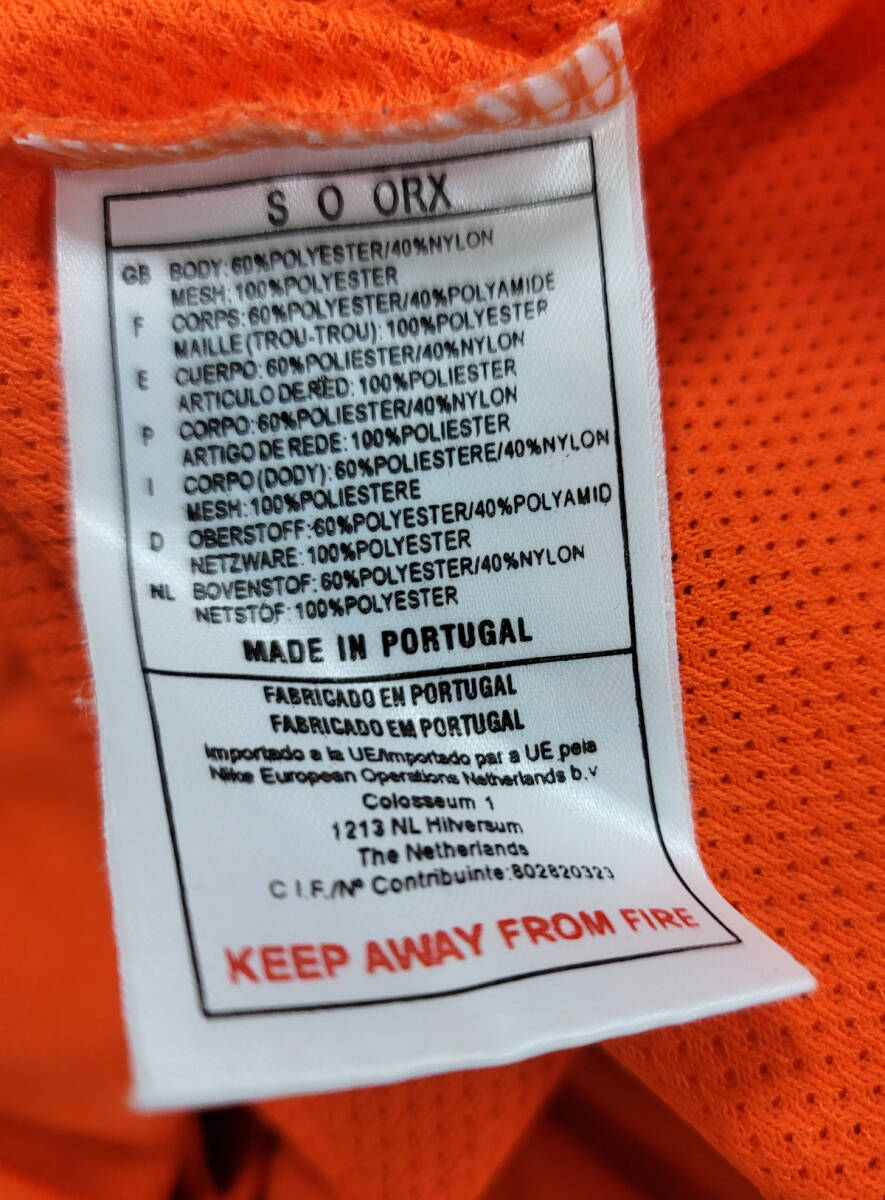 S O ORX
GB BODY:60%POLYESTER/40%NYLON
MESH:100%POLYESTER
F CORPS:60%POLYESTER/40%POLYAMIDE
MAILLE(TROU-TROU):100%POLYESTER
E CUERPO:60%POLIESTER/40%NYLON
ARTICULO DE RED:100%POLIESTER
P CORPO:60%POLIESTER/40%NYLON
ARTIGO DE REDE:100%POLIESTER
I CORPO(DODY):60%POLIESTERE/40%NYLON
MESH:100%POLIESTERE
D OBERSTOFF:60%POLYESTER/40%POLYAMID
NETZWARE:100%POLYESTER
NL BOVENSTOF:60%POLYESTER/40%NYLON
NETSTOF:100%POLYESTER
MADE IN PORTUGAL
FABRICADO EN PORTUGAL
FABRICADO EM PORTUGAL
Importado a la UE/Importado par a UE pela
Nike European Operations Netherlands b.v
Colosseum 1
1213 NL Hilversum
The Netherlands
C I.F./Nº Contribuinte:802820323
KEEP AWAY FROM FIRE